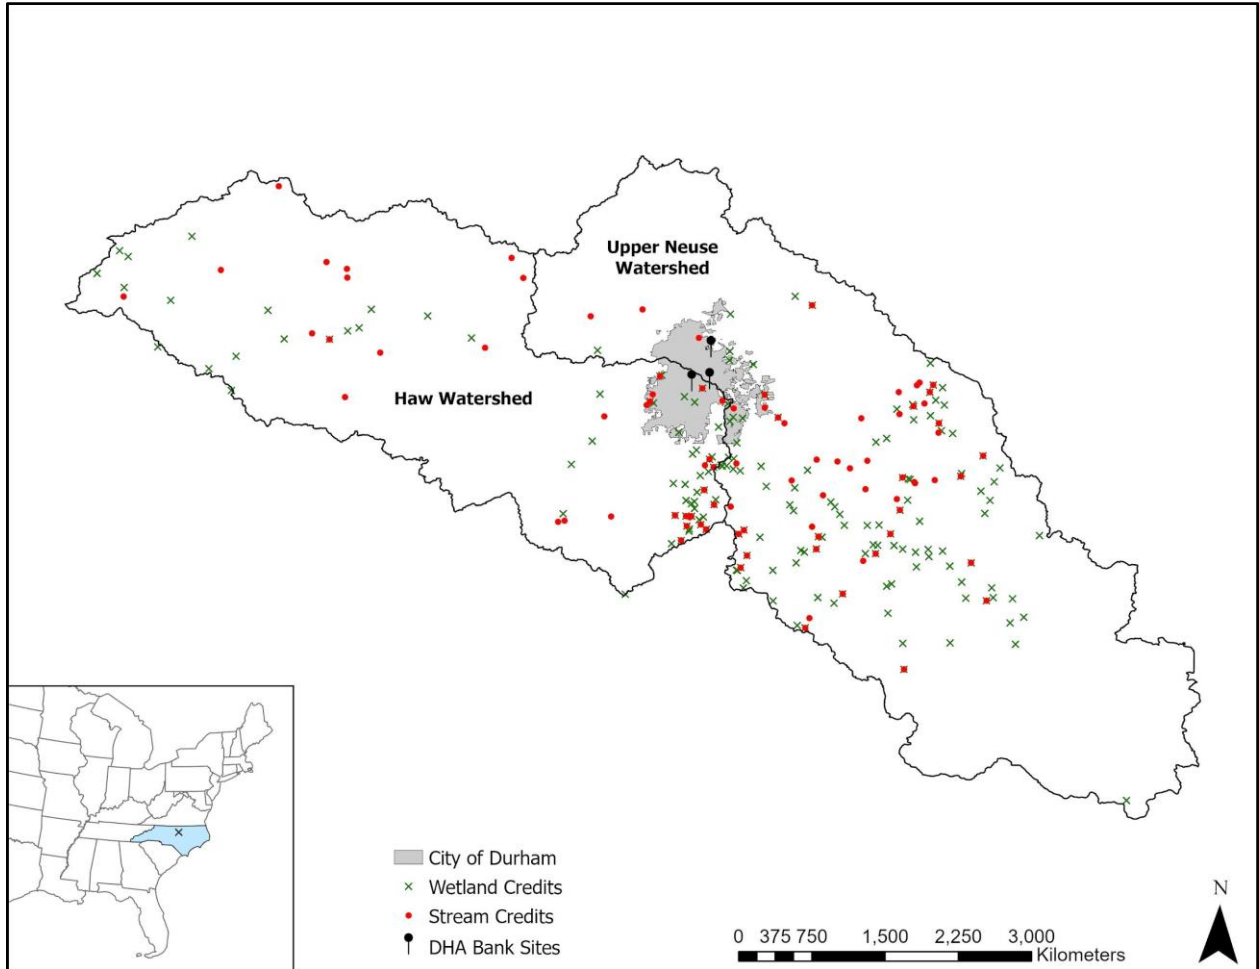 Upper Neuse
Watershed
Haw Watershed
City of Durham
Wetland Credits
Stream Credits
DHA Bank Sites
N
0 375 750 1,500 2,250 3,000
Kilometers